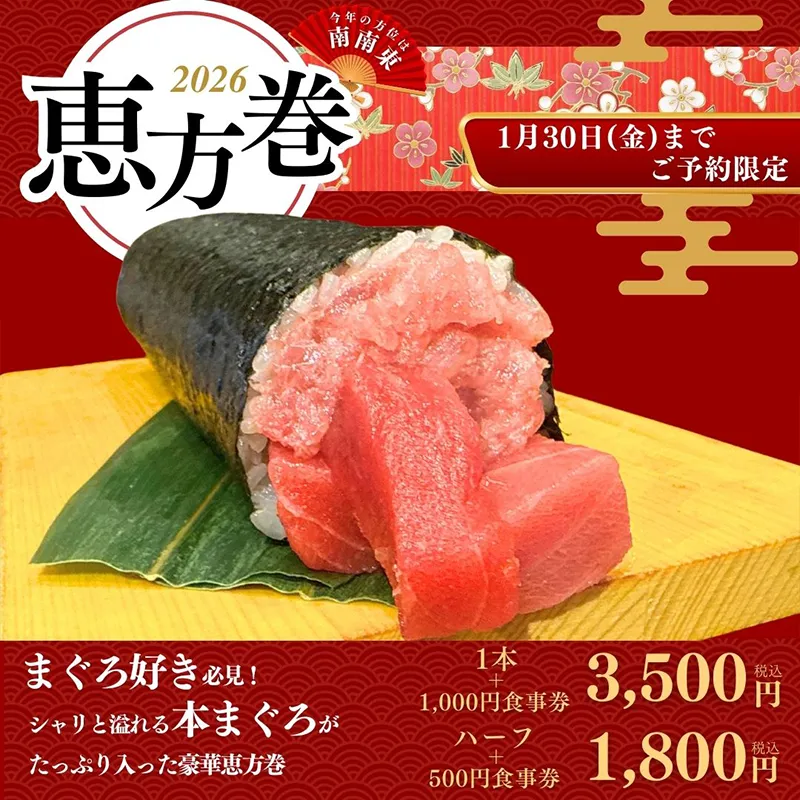 今年の方位は
南南東
2026
恵方巻
1月30日(金)まで
ご予約限定
まぐろ好き必見！
シャリと溢れる本まぐろが
たっぷり入った豪華恵方巻
1本
+
1,000円食事券
3,500円税込
ハーフ
+
500円食事券
1,800円税込